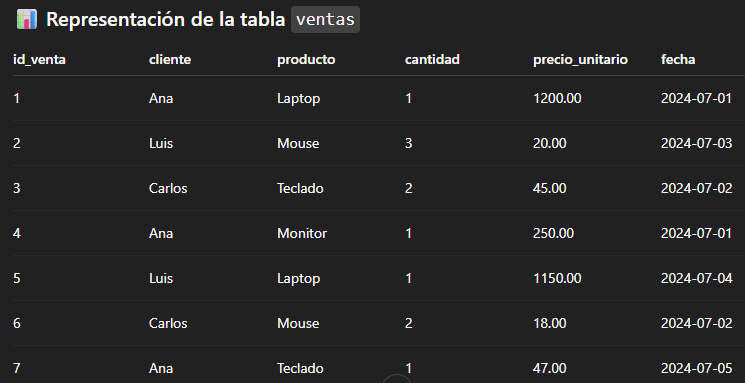 📊 Representación de la tabla ventas
id_venta cliente producto cantidad precio_unitario fecha
1 Ana Laptop 1 1200.00 2024-07-01
2 Luis Mouse 3 20.00 2024-07-03
3 Carlos Teclado 2 45.00 2024-07-02
4 Ana Monitor 1 250.00 2024-07-01
5 Luis Laptop 1 1150.00 2024-07-04
6 Carlos Mouse 2 18.00 2024-07-02
7 Ana Teclado 1 47.00 2024-07-05